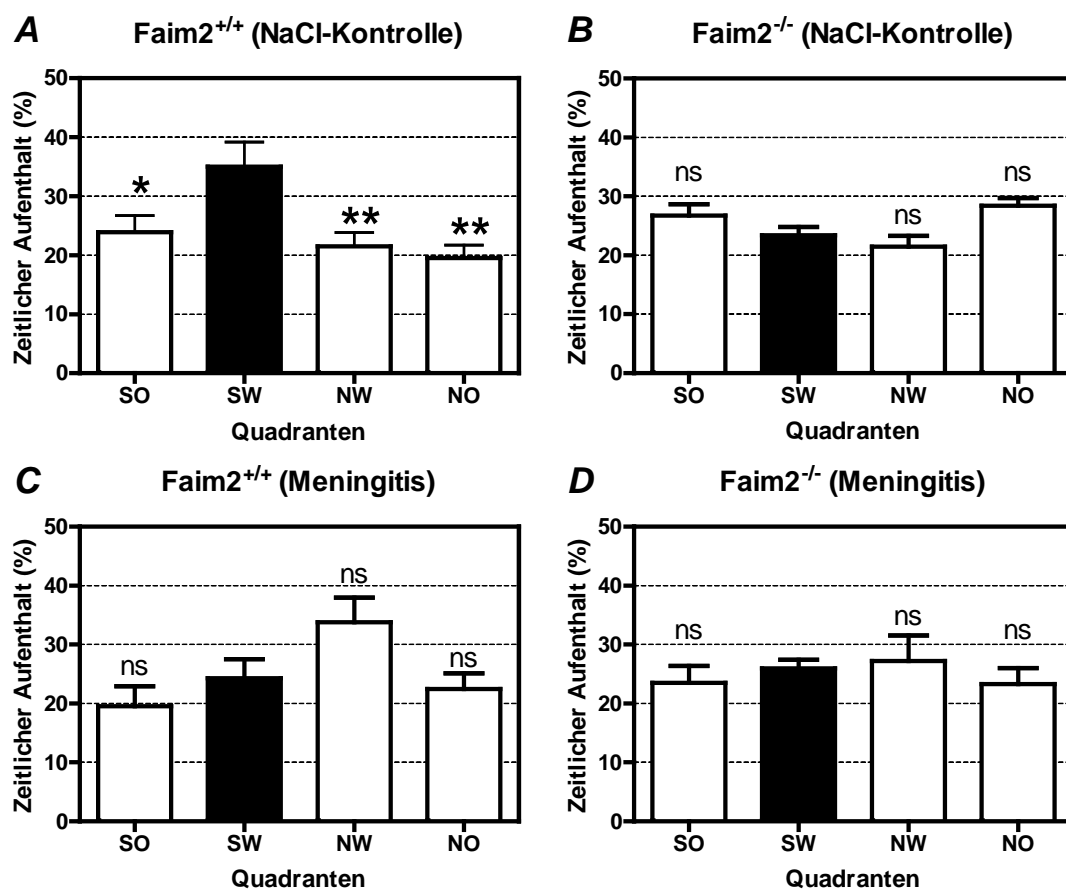 A Faim2+/+ (NaCl-Kontrolle)
Zeitlicher Aufenthalt (%)
50
40
30
20
10
0
* ** **
SO SW NW NO
Quadranten
B Faim2-/- (NaCl-Kontrolle)
Zeitlicher Aufenthalt (%)
50
40
30
20
10
0
ns ns ns
SO SW NW NO
Quadranten
C Faim2+/+ (Meningitis)
Zeitlicher Aufenthalt (%)
50
40
30
20
10
0
ns ns ns
SO SW NW NO
Quadranten
D Faim2-/- (Meningitis)
Zeitlicher Aufenthalt (%)
50
40
30
20
10
0
ns ns ns
SO SW NW NO
Quadranten